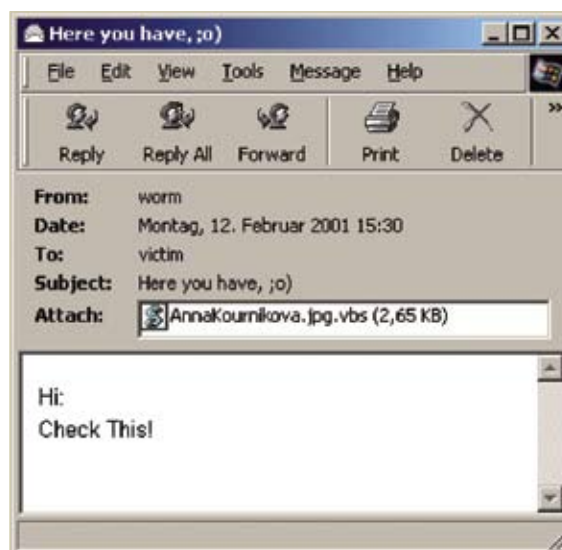 Here you have, ;o)
File Edit View Tools Message Help
Reply Reply All Forward Print Delete »
From: worm
Date: Montag, 12. Februar 2001 15:30
To: victim
Subject: Here you have, ;o)
Attach: AnnaKournikova.jpg.vbs (2,65 KB)
Hi:
Check This!